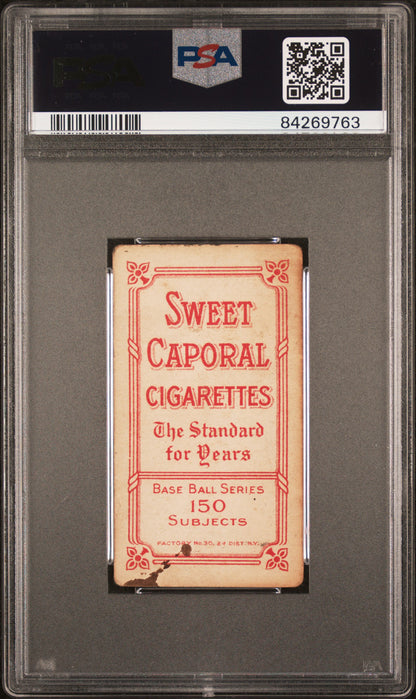 PSA
84269763
SWEET
CAPORAL
CIGARETTES
The Standard
for Years
BASE BALL SERIES
150
SUBJECTS
FACTORY No. 30, 2d DIST. N.Y.